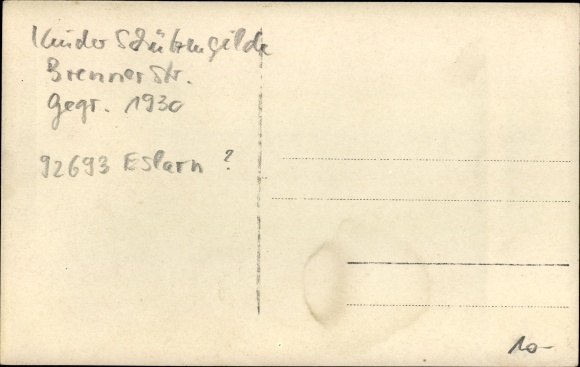 Kinder Schützengilde
Brenner Str.
gegr. 1930
92693 Eslarn ?
10-